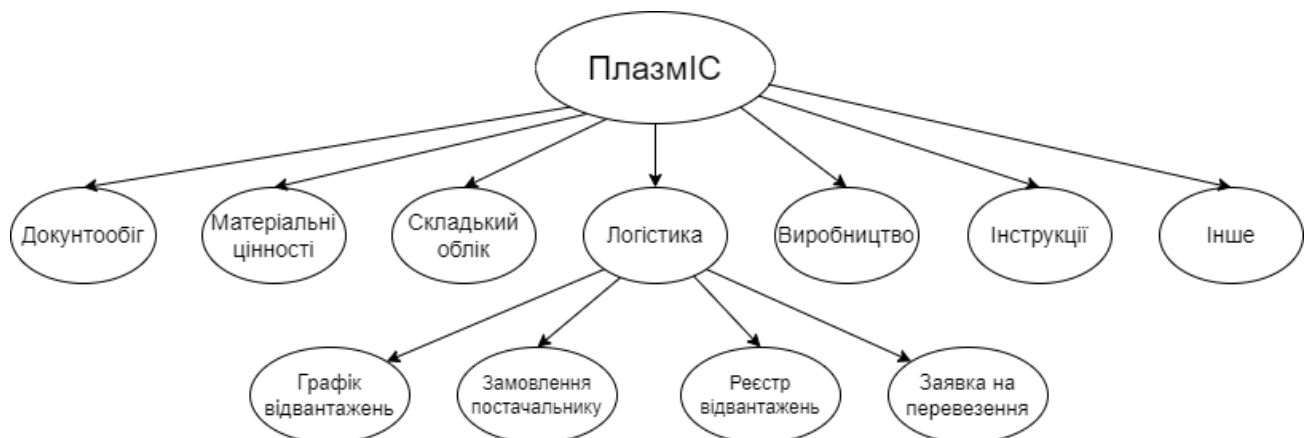 ПлазмІС
Докунтообіг
Матеріальні
цінності
Складький
облік
Логістика
Виробництво
Інструкції
Інше
Графік
відвантажень
Замовлення
постачальнику
Реєстр
відвантажень
Заявка на
перевезення